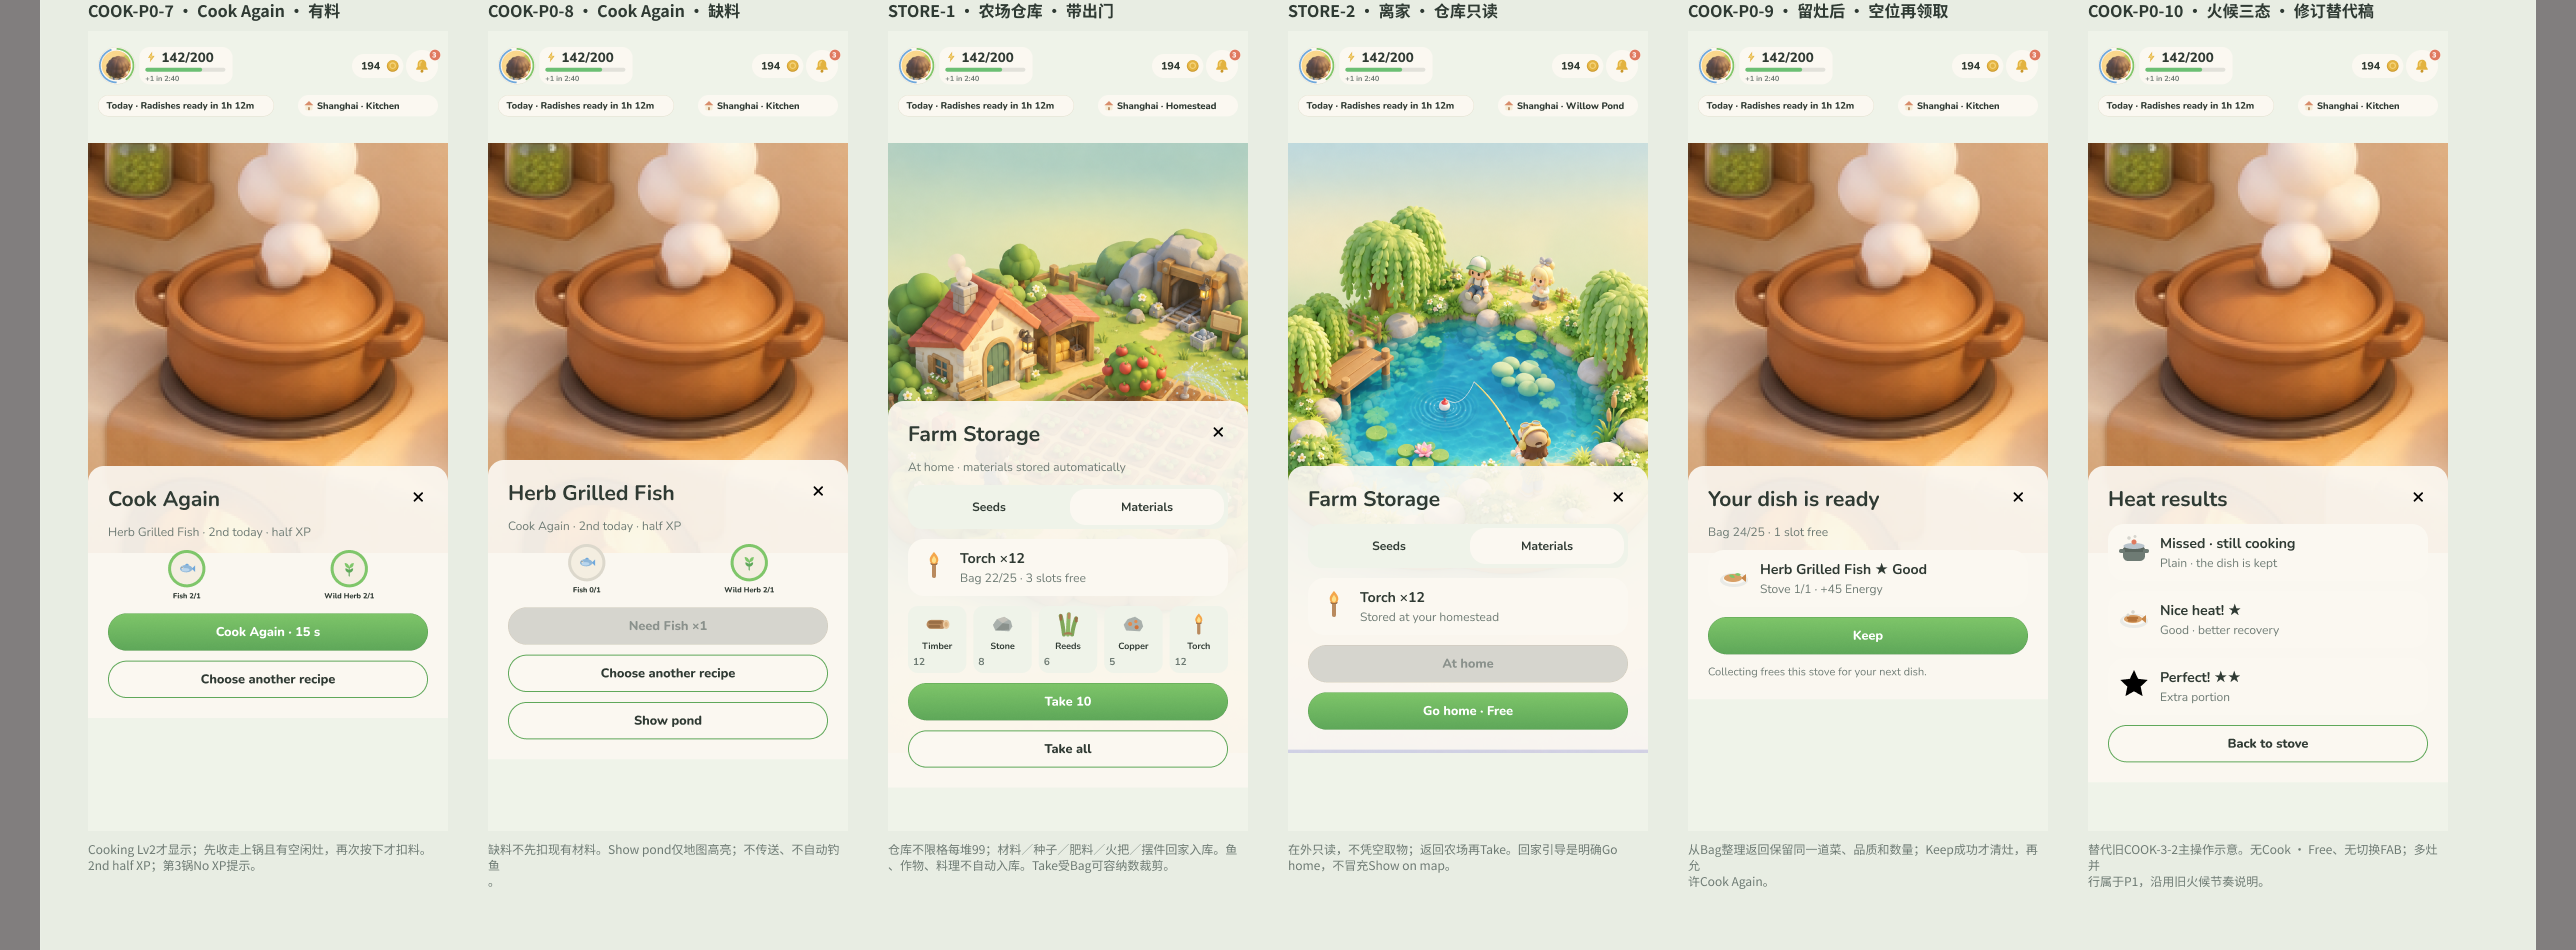 COOK-P0-7 • Cook Again • 有料
142/200
+1 in 2:40
194
3
Today · Radishes ready in 1h 12m
Shanghai · Kitchen
Cook Again
×
Herb Grilled Fish · 2nd today · half XP
Fish 2/1
Wild Herb 2/1
Cook Again · 15 s
Choose another recipe
Cooking Lv2才显示；先收走上锅且有空闲灶，再次按下才扣料。
2nd half XP；第3锅No XP提示。
COOK-P0-8 • Cook Again • 缺料
142/200
+1 in 2:40
194
3
Today · Radishes ready in 1h 12m
Shanghai · Kitchen
Herb Grilled Fish
×
Cook Again · 2nd today · half XP
Fish 0/1
Wild Herb 2/1
Need Fish ×1
Choose another recipe
Show pond
缺料不先扣现有材料。Show pond仅地图高亮；不传送、不自动钓
鱼
。
STORE-1 • 农场仓库 • 带出门
142/200
+1 in 2:40
194
3
Today · Radishes ready in 1h 12m
Shanghai · Homestead
Farm Storage
×
At home · materials stored automatically
Seeds
Materials
Torch ×12
Bag 22/25 · 3 slots free
Timber
12
Stone
8
Reeds
6
Copper
5
Torch
12
Take 10
Take all
仓库不限格每堆99；材料／种子／肥料／火把／摆件回家入库。鱼
、作物、料理不自动入库。Take受Bag可容纳数裁剪。
STORE-2 • 离家 • 仓库只读
142/200
+1 in 2:40
194
3
Today · Radishes ready in 1h 12m
Shanghai · Willow Pond
Farm Storage
×
Seeds
Materials
Torch ×12
Stored at your homestead
At home
Go home · Free
在外只读，不凭空取物；返回农场再Take。回家引导是明确Go
home，不冒充Show on map。
COOK-P0-9 • 留灶后 • 空位再领取
142/200
+1 in 2:40
194
3
Today · Radishes ready in 1h 12m
Shanghai · Kitchen
Your dish is ready
×
Bag 24/25 · 1 slot free
Herb Grilled Fish ★ Good
Stove 1/1 · +45 Energy
Keep
Collecting frees this stove for your next dish.
从Bag整理返回保留同一道菜、品质和数量；Keep成功才清灶，再
允
许Cook Again。
COOK-P0-10 • 火候三态 • 修订替代稿
142/200
+1 in 2:40
194
3
Today · Radishes ready in 1h 12m
Shanghai · Kitchen
Heat results
×
Missed · still cooking
Plain · the dish is kept
Nice heat! ★
Good · better recovery
Perfect! ★★
Extra portion
Back to stove
替代旧COOK-3-2主操作示意。无Cook • Free、无切换FAB；多灶
并
行属于P1，沿用旧火候节奏说明。